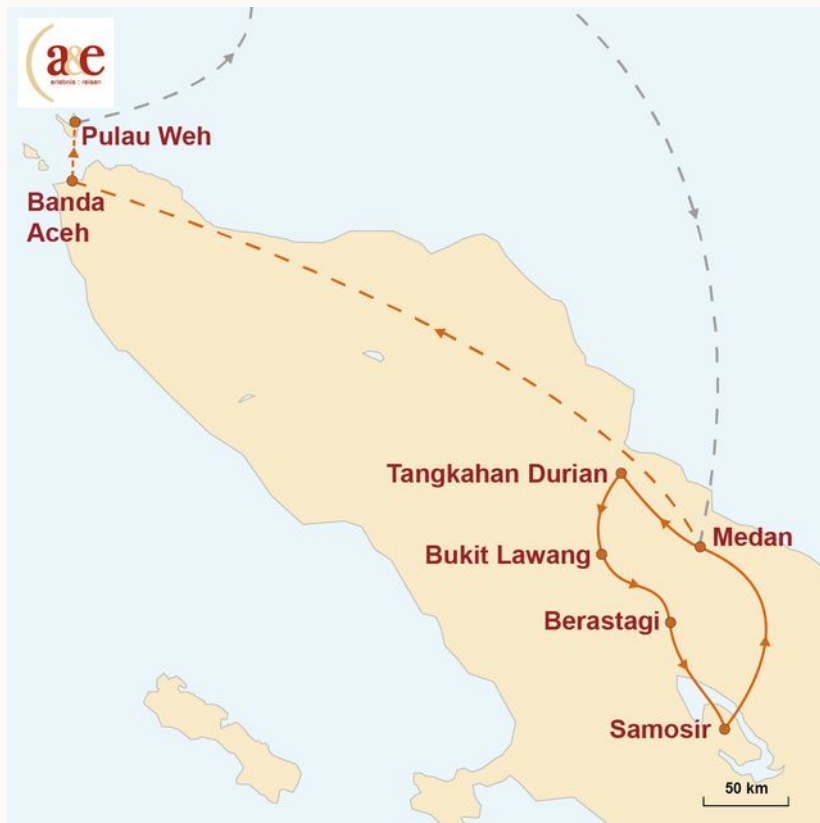 a&e
erlebnis : reisen
Pulau Weh
Banda
Aceh
Tangkahan Durian
Medan
Bukit Lawang
Berastagi
Samosir
50 km